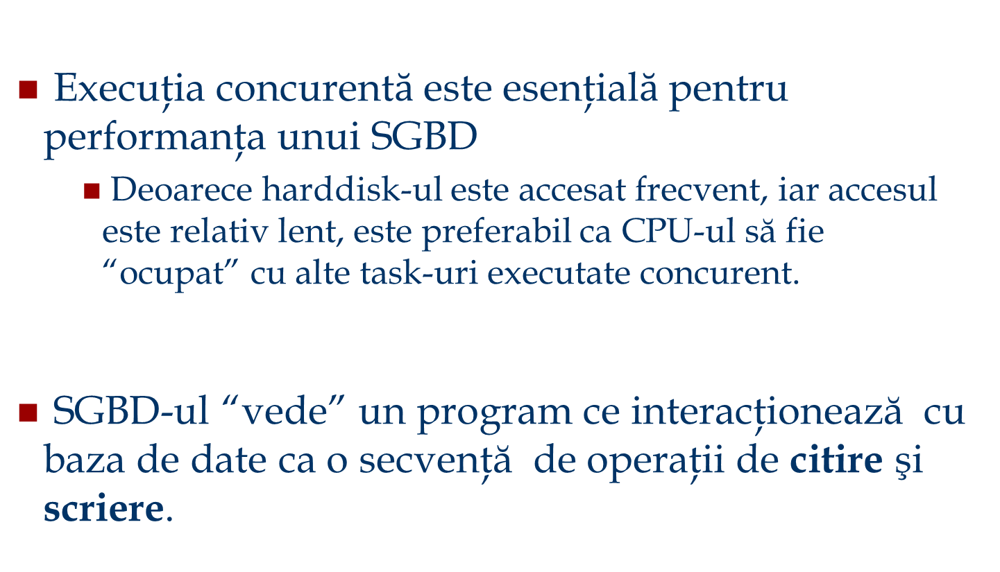 ■ Execuția concurentă este esențială pentru
performanța unui SGBD
■ Deoarece harddisk-ul este accesat frecvent, iar accesul
este relativ lent, este preferabil ca CPU-ul să fie
“ocupat” cu alte task-uri executate concurent.
■ SGBD-ul “vede” un program ce interacționează cu
baza de date ca o secvență de operații de citire şi
scriere.